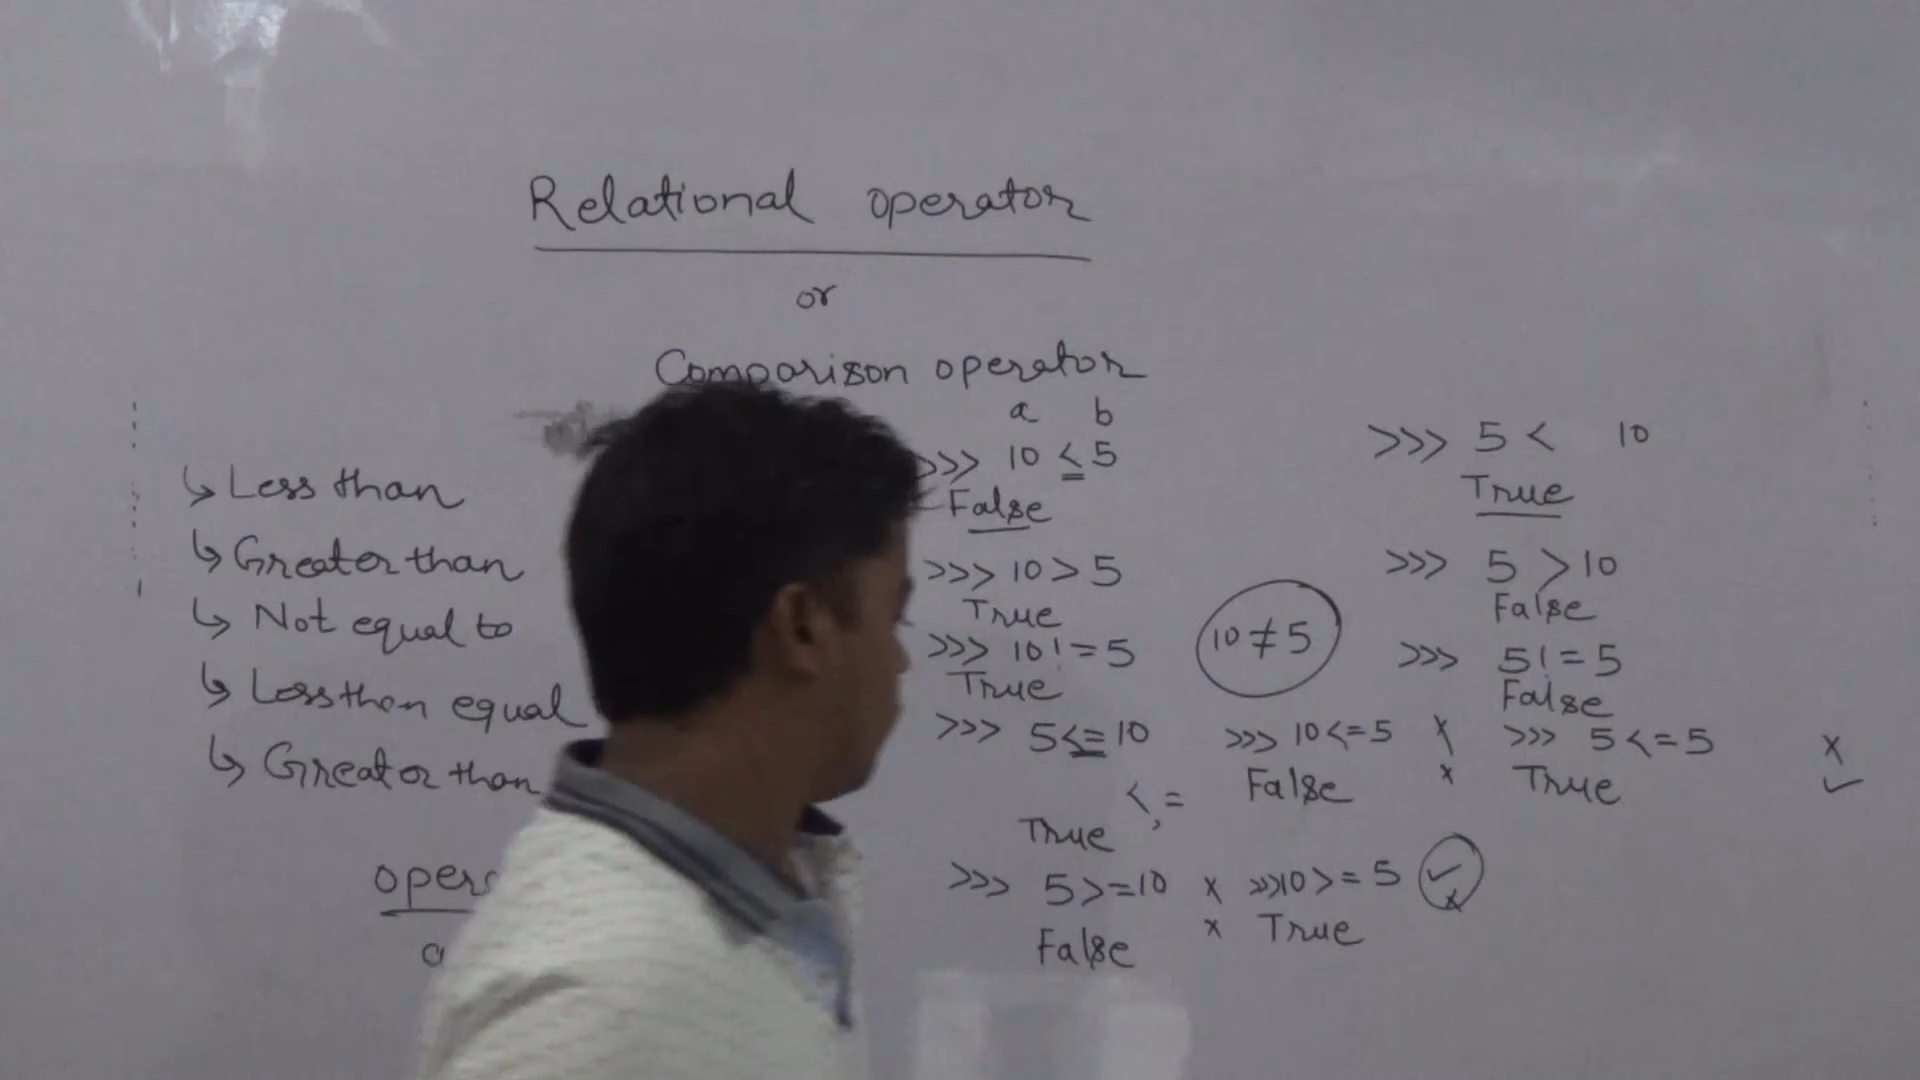 Relational operator
or
Comparison operator
a b
>>> 10 < 5
False
>>> 10 > 5
True
>>> 10 != 5
True
>>> 5 <= 10
< , =
True
>>> 5 >= 10 x
False x
>>> 5 < 10
True
>>> 5 > 10
False
10 ≠ 5
>>> 5 != 5
False
>>> 10 <= 5 x
False x
>>> 5 <= 5 x
True ✓
>>> 10 >= 5 ✓
True x
↳ Less than
↳ Greater than
↳ Not equal to
↳ Less than equal
↳ Greater than